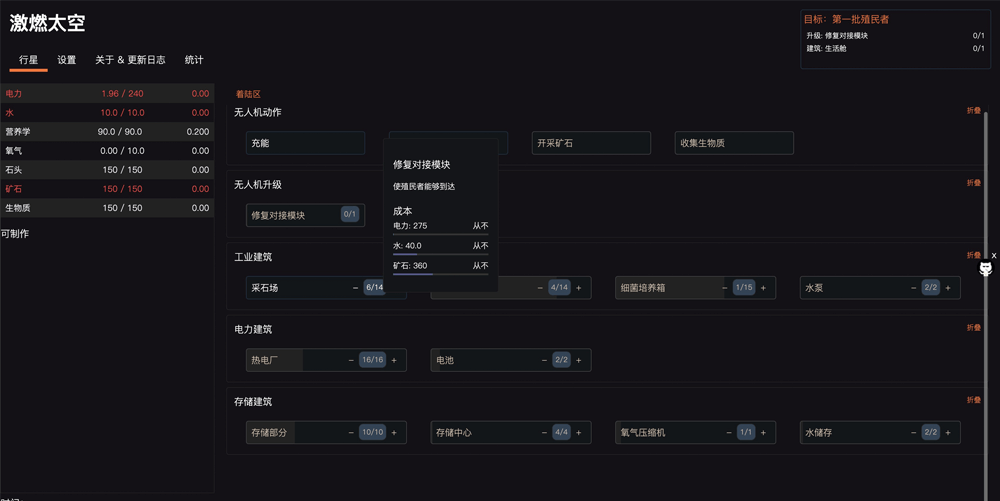 激燃太空
目标：第一批殖民者
升级: 修复对接模块 0/1
建筑: 生活舱 0/1
行星 设置 关于 & 更新日志 统计
电力 1.96 / 240 0.00
水 10.0 / 10.0 0.00
营养学 90.0 / 90.0 0.200
氧气 0.00 / 10.0 0.00
石头 150 / 150 0.00
矿石 150 / 150 0.00
生物质 150 / 150 0.00
可制作
着陆区
无人机动作 折叠
充能 开采矿石 收集生物质
无人机升级 折叠
修复对接模块 0/1
修复对接模块
使殖民者能够到达
成本
电力: 275 从不
水: 40.0 从不
矿石: 360 从不
工业建筑 折叠
采石场 – 6/14
– 4/14 +
细菌培养箱 – 1/15 +
水泵 – 2/2 +
x
电力建筑 折叠
热电厂 – 16/16 +
电池 – 2/2 +
存储建筑 折叠
存储部分 – 10/10 +
存储中心 – 4/4 +
氧气压缩机 – 1/1 +
水储存 – 2/2 +